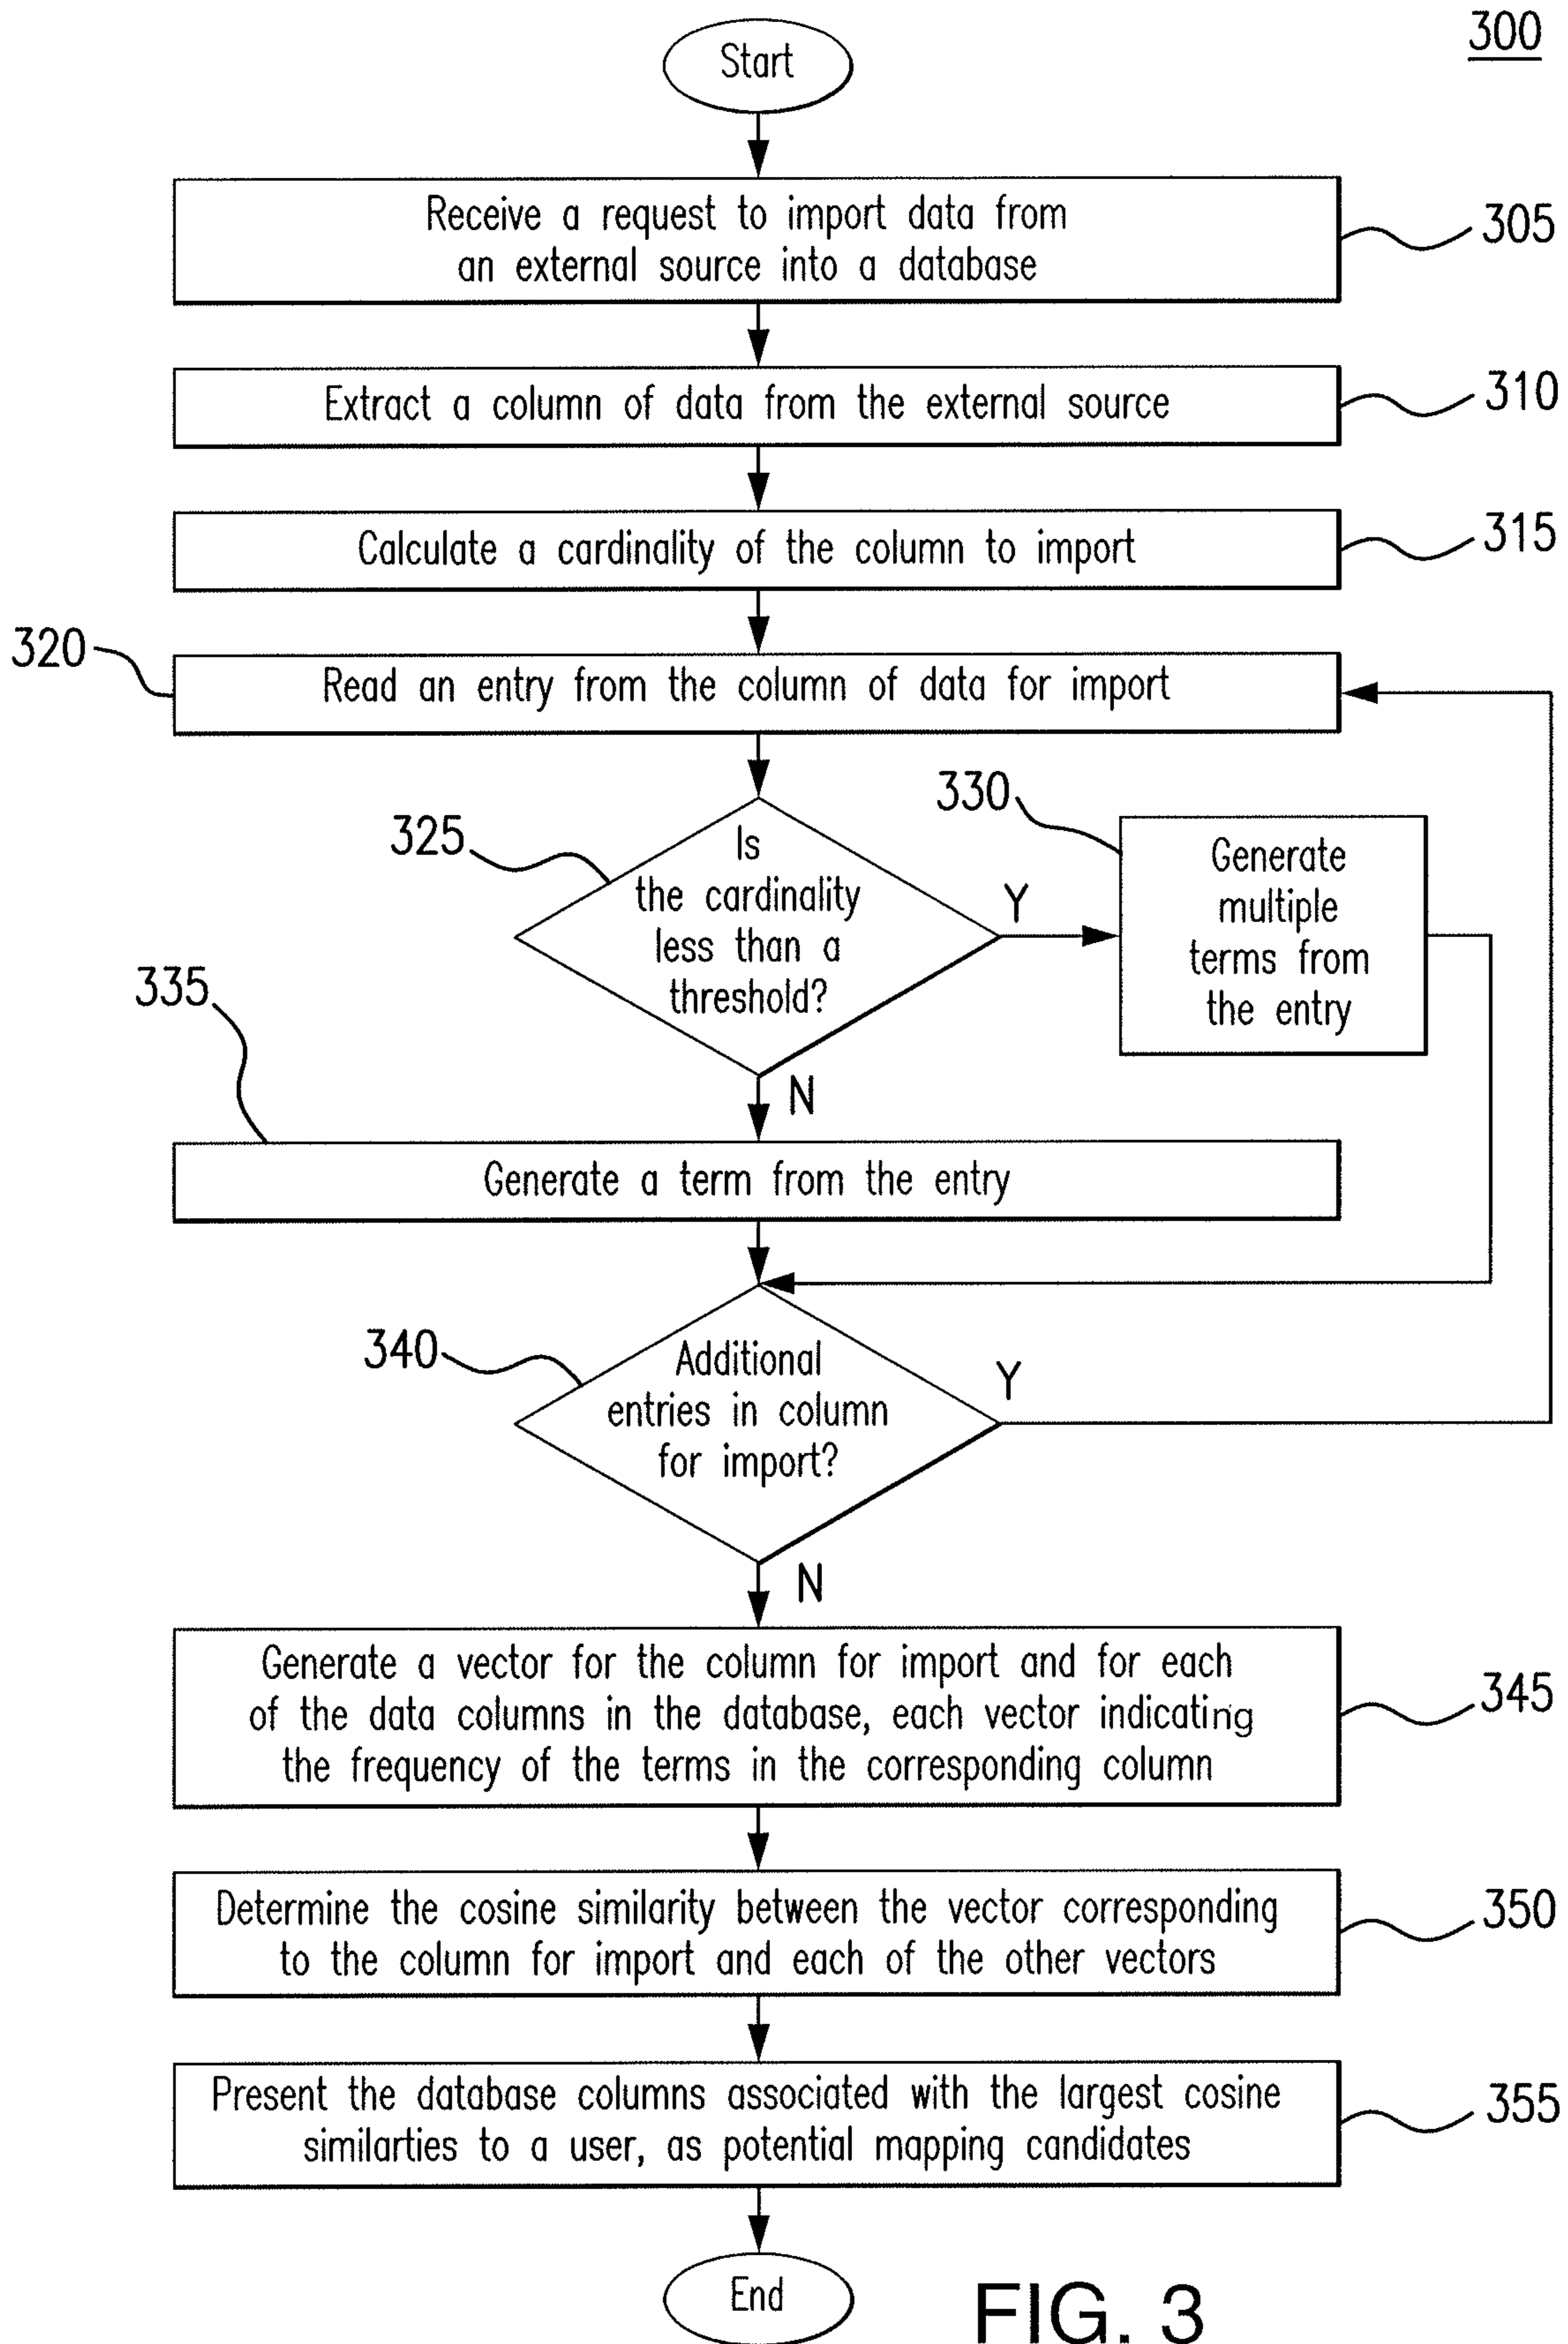 300
Start
Receive a request to import data from
an external source into a database
305
Extract a column of data from the external source
310
Calculate a cardinality of the column to import
315
320
Read an entry from the column of data for import
325
Is
the cardinality
less than a
threshold?
Y
330
Generate
multiple
terms from
the entry
N
335
Generate a term from the entry
340
Additional
entries in column
for import?
Y
N
Generate a vector for the column for import and for each
of the data columns in the database, each vector indicating
the frequency of the terms in the corresponding column
345
Determine the cosine similarity between the vector corresponding
to the column for import and each of the other vectors
350
Present the database columns associated with the largest cosine
similarties to a user, as potential mapping candidates
355
End
FIG. 3